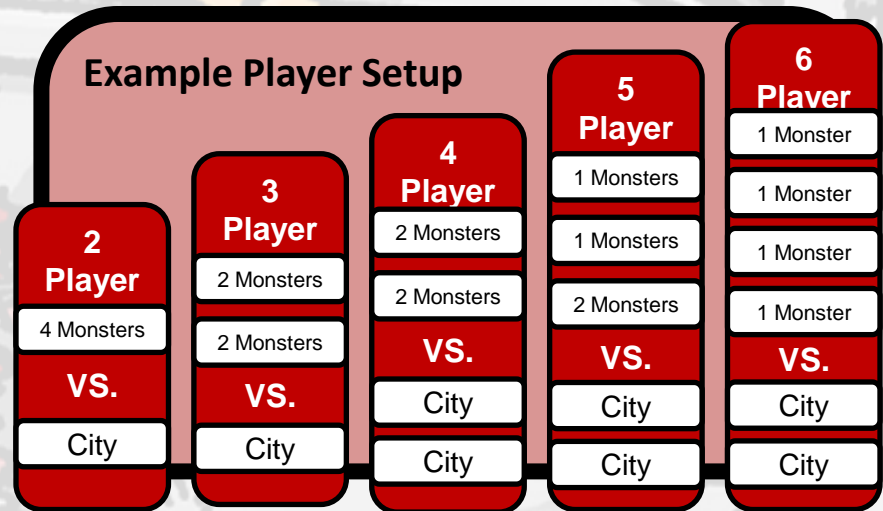 Example Player Setup
2
Player
4 Monsters
VS.
City
3
Player
2 Monsters
2 Monsters
VS.
City
4
Player
2 Monsters
2 Monsters
VS.
City
City
5
Player
1 Monsters
1 Monsters
2 Monsters
VS.
City
City
6
Player
1 Monster
1 Monster
1 Monster
1 Monster
VS.
City
City